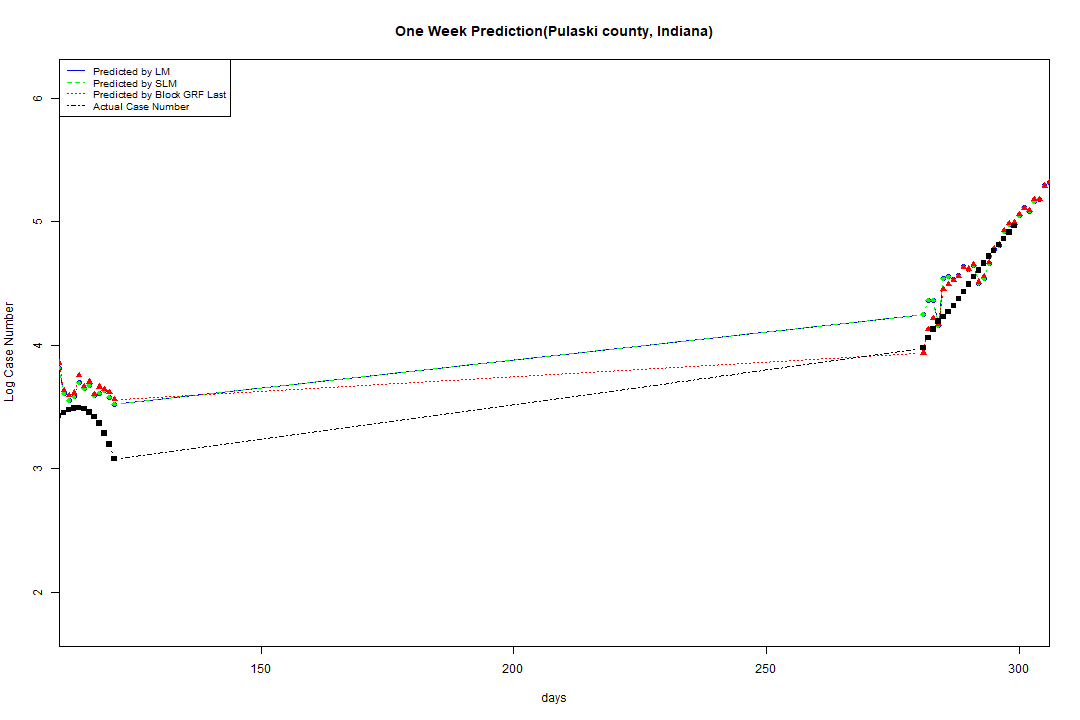 One Week Prediction(Pulaski county, Indiana)
Predicted by LM
Predicted by SLM
Predicted by Block GRF Last
Actual Case Number
6
5
4
3
2
Log Case Number
150 200 250 300
days